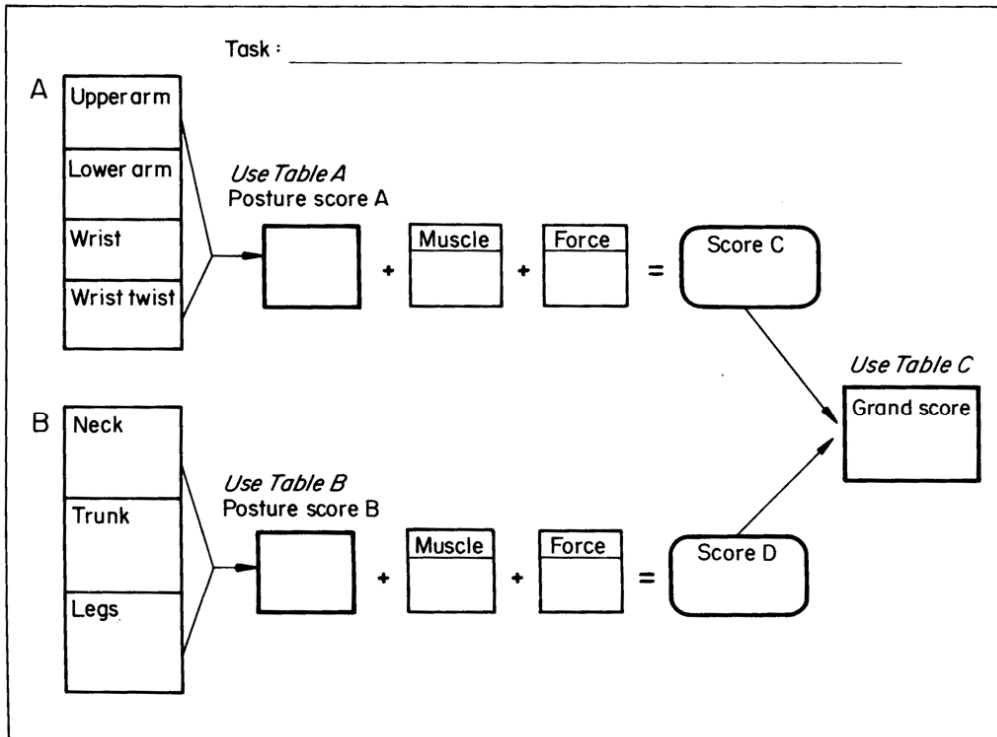 Task :
A
Upper arm
Lower arm
Wrist
Wrist twist
Use Table A
Posture score A
+
Muscle
+
Force
=
Score C
Use Table C
Grand score
B
Neck
Trunk
Legs
Use Table B
Posture score B
+
Muscle
+
Force
=
Score D